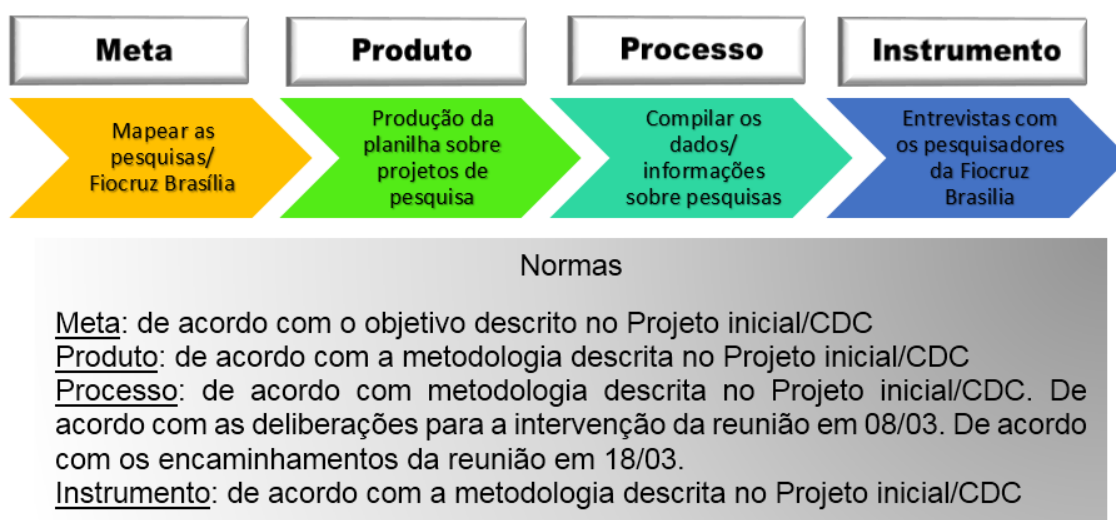 Meta
Produto
Processo
Instrumento
Mapear as
pesquisas/
Fiocruz Brasília
Produção da
planilha sobre
projetos de
pesquisa
Compilar os
dados/
informações
sobre pesquisas
Entrevistas com
os pesquisadores
da Fiocruz
Brasilia
Normas
Meta: de acordo com o objetivo descrito no Projeto inicial/CDC
Produto: de acordo com a metodologia descrita no Projeto inicial/CDC
Processo: de acordo com metodologia descrita no Projeto inicial/CDC. De
acordo com as deliberações para a intervenção da reunião em 08/03. De acordo
com os encaminhamentos da reunião em 18/03.
Instrumento: de acordo com a metodologia descrita no Projeto inicial/CDC